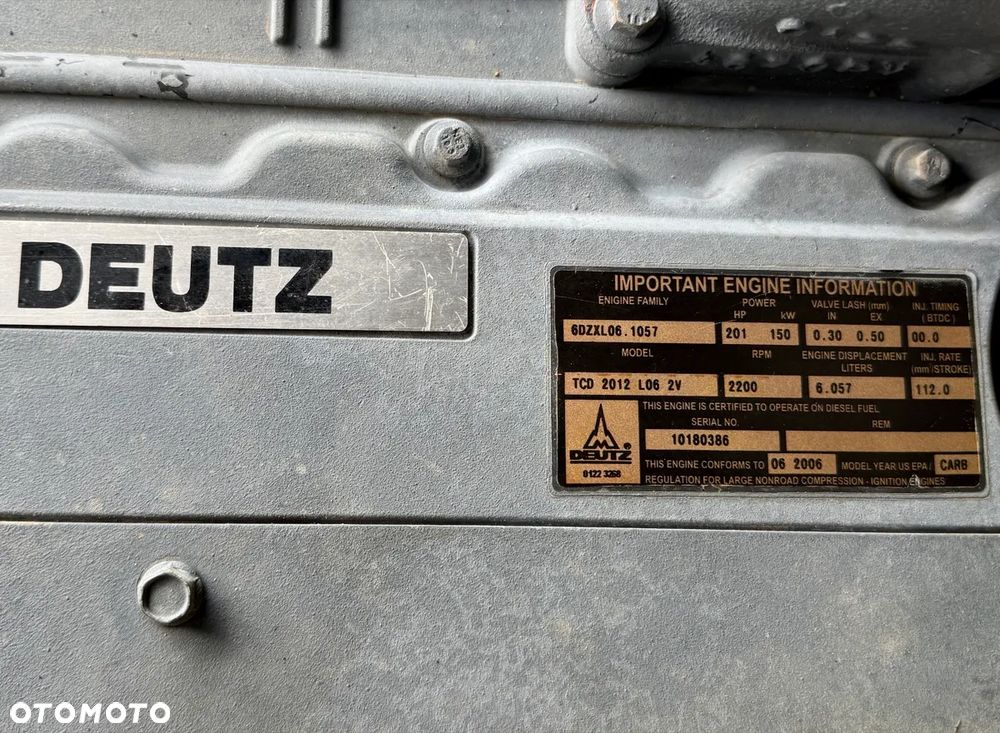 DEUTZ
IMPORTANT ENGINE INFORMATION
ENIGINE FAMILY POWER VALVE LASH (mm) INJ. TIMING
HP kW IN EX (BTDC)
6DZXL06.1057 201 150 0.30 0.50 00.0
MODEL RPM ENGINE DISPLACEMENT INJ. RATE
LITERS (mm³/STROKE)
TCD 2012 L06 2V 2200 6.057 112.0
THIS ENGINE IS CERTIFIED TO OPERATE ON DIESEL FUEL
SERIAL NO. REM
10180386
DEUTZ®
0122 3268
THIS ENGINE CONFORMS TO 06 2006 MODEL YEAR US EPA / CARB
REGULATION FOR LARGE NONROAD COMPRESSION - IGNITION ENGINES
OTOMOTO